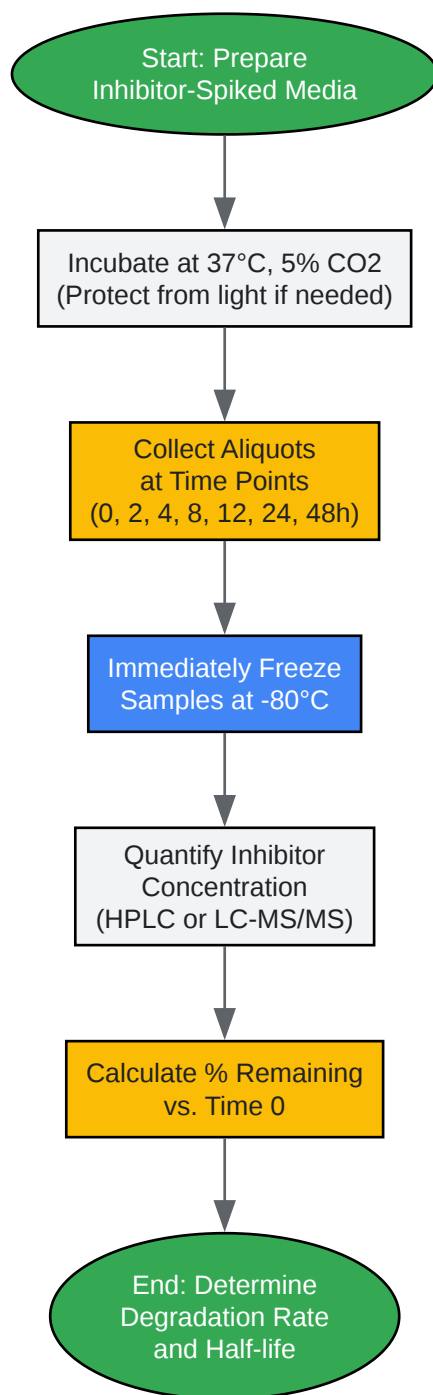 Start: Prepare
Inhibitor-Spiked Media
Incubate at 37°C, 5% CO2
(Protect from light if needed)
Collect Aliquots
at Time Points
(0, 2, 4, 8, 12, 24, 48h)
Immediately Freeze
Samples at -80°C
Quantify Inhibitor
Concentration
(HPLC or LC-MS/MS)
Calculate % Remaining
vs. Time 0
End: Determine
Degradation Rate
and Half-life